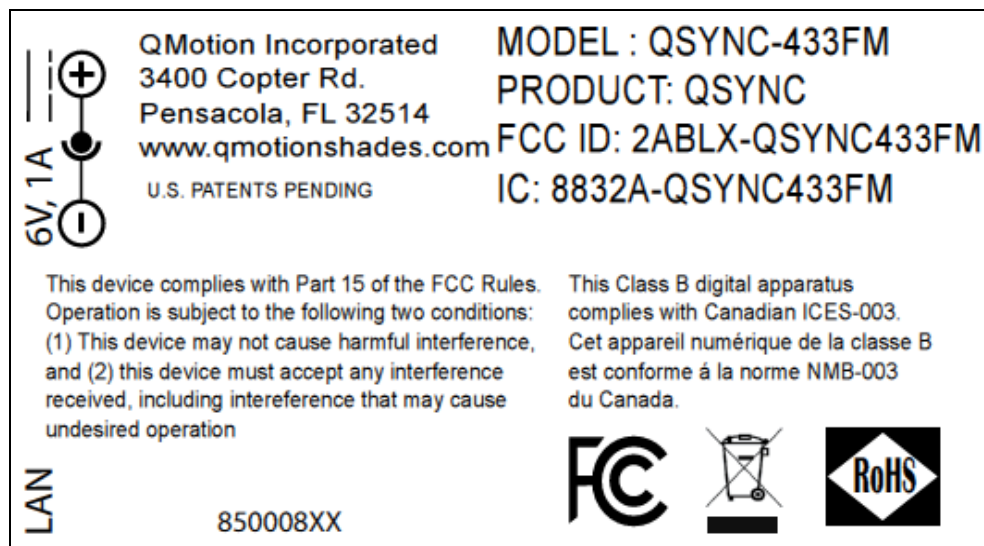 6V, 1A
QMotion Incorporated
3400 Copter Rd.
Pensacola, FL 32514
www.qmotionshades.com
U.S. PATENTS PENDING
MODEL : QSYNC-433FM
PRODUCT: QSYNC
FCC ID: 2ABLX-QSYNC433FM
IC: 8832A-QSYNC433FM
This device complies with Part 15 of the FCC Rules.
Operation is subject to the following two conditions:
(1) This device may not cause harmful interference,
and (2) this device must accept any interference
received, including intereference that may cause
undesired operation
This Class B digital apparatus
complies with Canadian ICES-003.
Cet appareil numérique de la classe B
est conforme á la norme NMB-003
du Canada.
FC
RoHS
LAN
850008XX